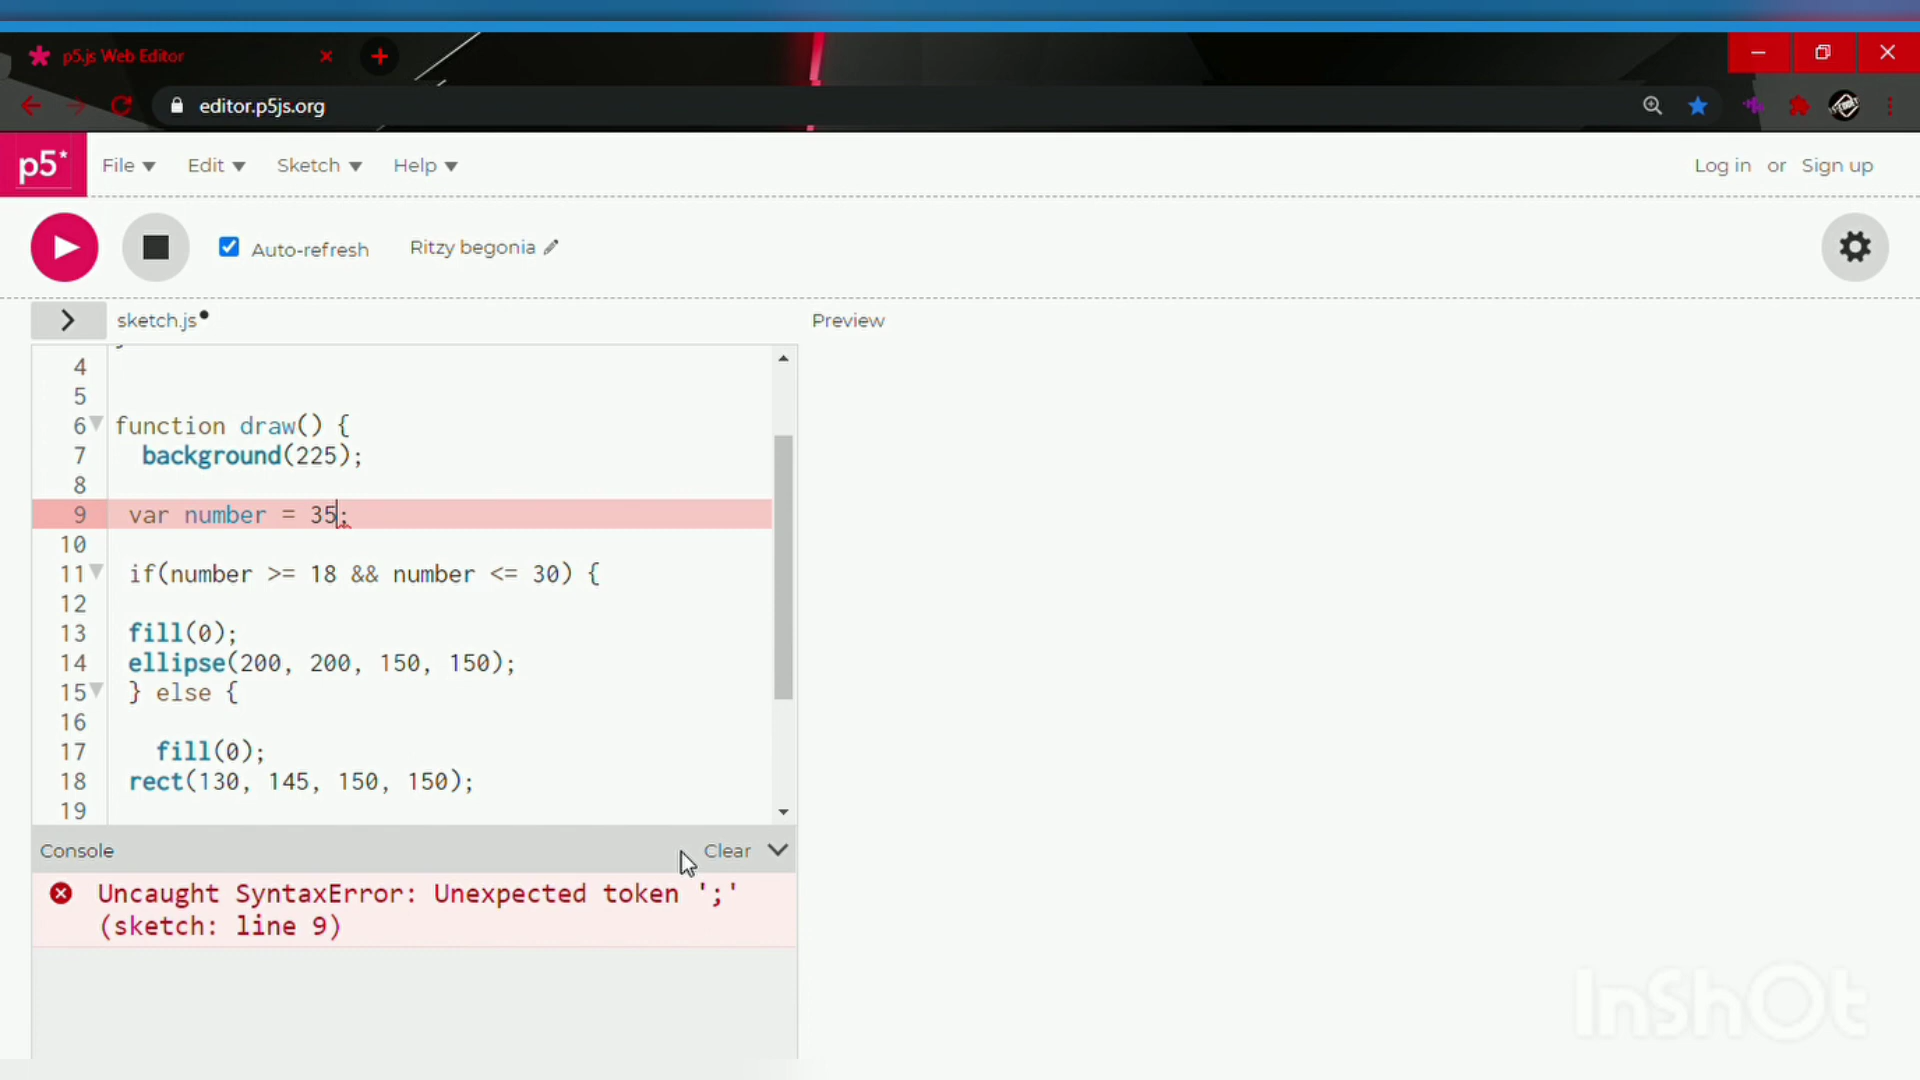 p5.js Web Editor
editor.p5js.org
p5* File Edit Sketch Help Log in or Sign up
Auto-refresh Ritzy begonia
sketch.js Preview
4
5
6 function draw() {
7 background(225);
8
9 var number = 35;
10
11 if(number >= 18 && number <= 30) {
12
13 fill(0);
14 ellipse(200, 200, 150, 150);
15 } else {
16
17 fill(0);
18 rect(130, 145, 150, 150);
19
Console Clear
Uncaught SyntaxError: Unexpected token ';'
(sketch: line 9)
InShOt